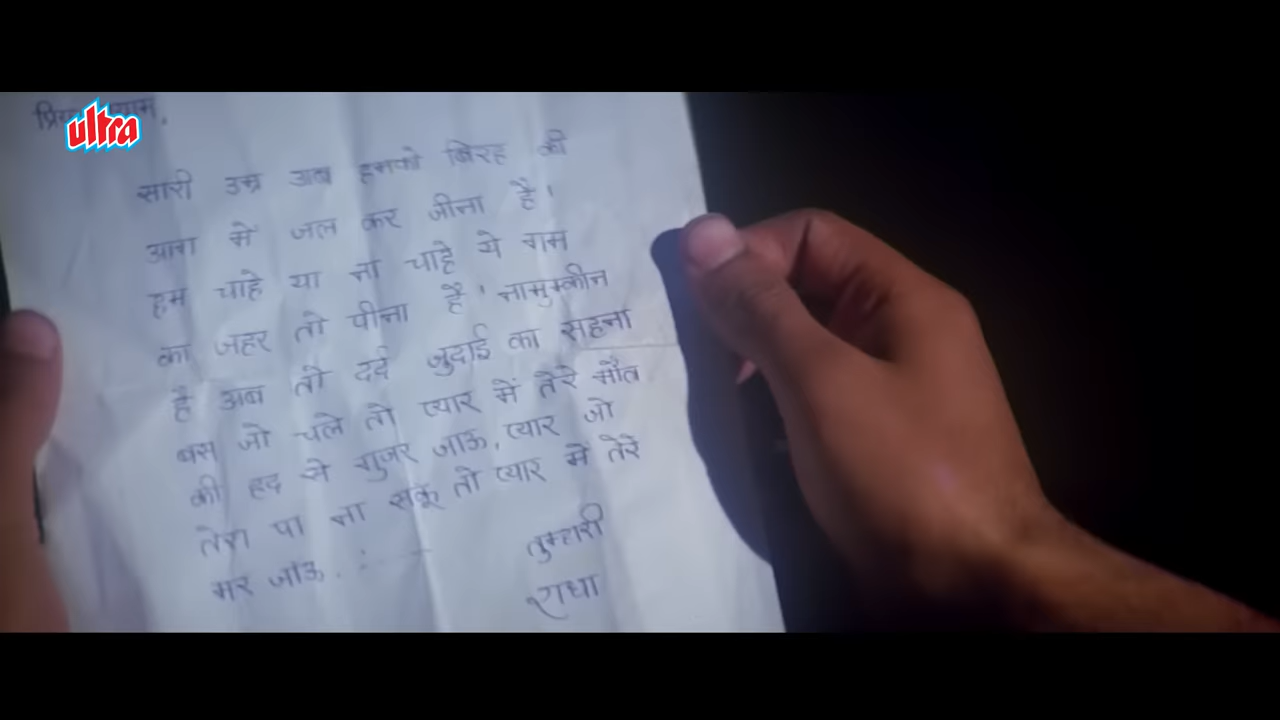 ultra
सारी उम्र अब हमको बिरह की
आग मे जल कर जीना है।
हम चाहे या ना चाहे ये गम
का जहर तो पीना है। नामुम्कीन
है अब तो दर्द जुदाई का सहना
बस जो चले तो प्यार में तेरे मौत
की हद से गुजर जाऊ, प्यार जो
तेरा पा ना सकूं तो प्यार में तेरे
मर जाऊ.
तुम्हारी
राधा